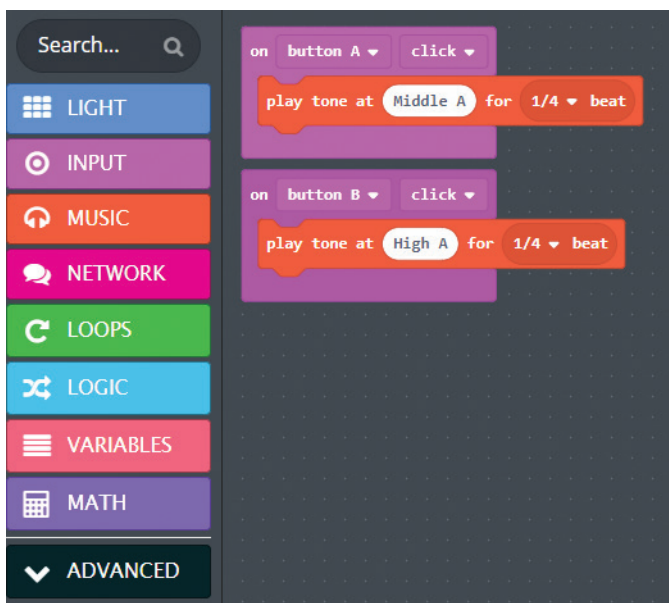 Search...
LIGHT
INPUT
MUSIC
NETWORK
LOOPS
LOGIC
VARIABLES
MATH
ADVANCED
on button A click
play tone at Middle A for 1/4 beat
on button B click
play tone at High A for 1/4 beat